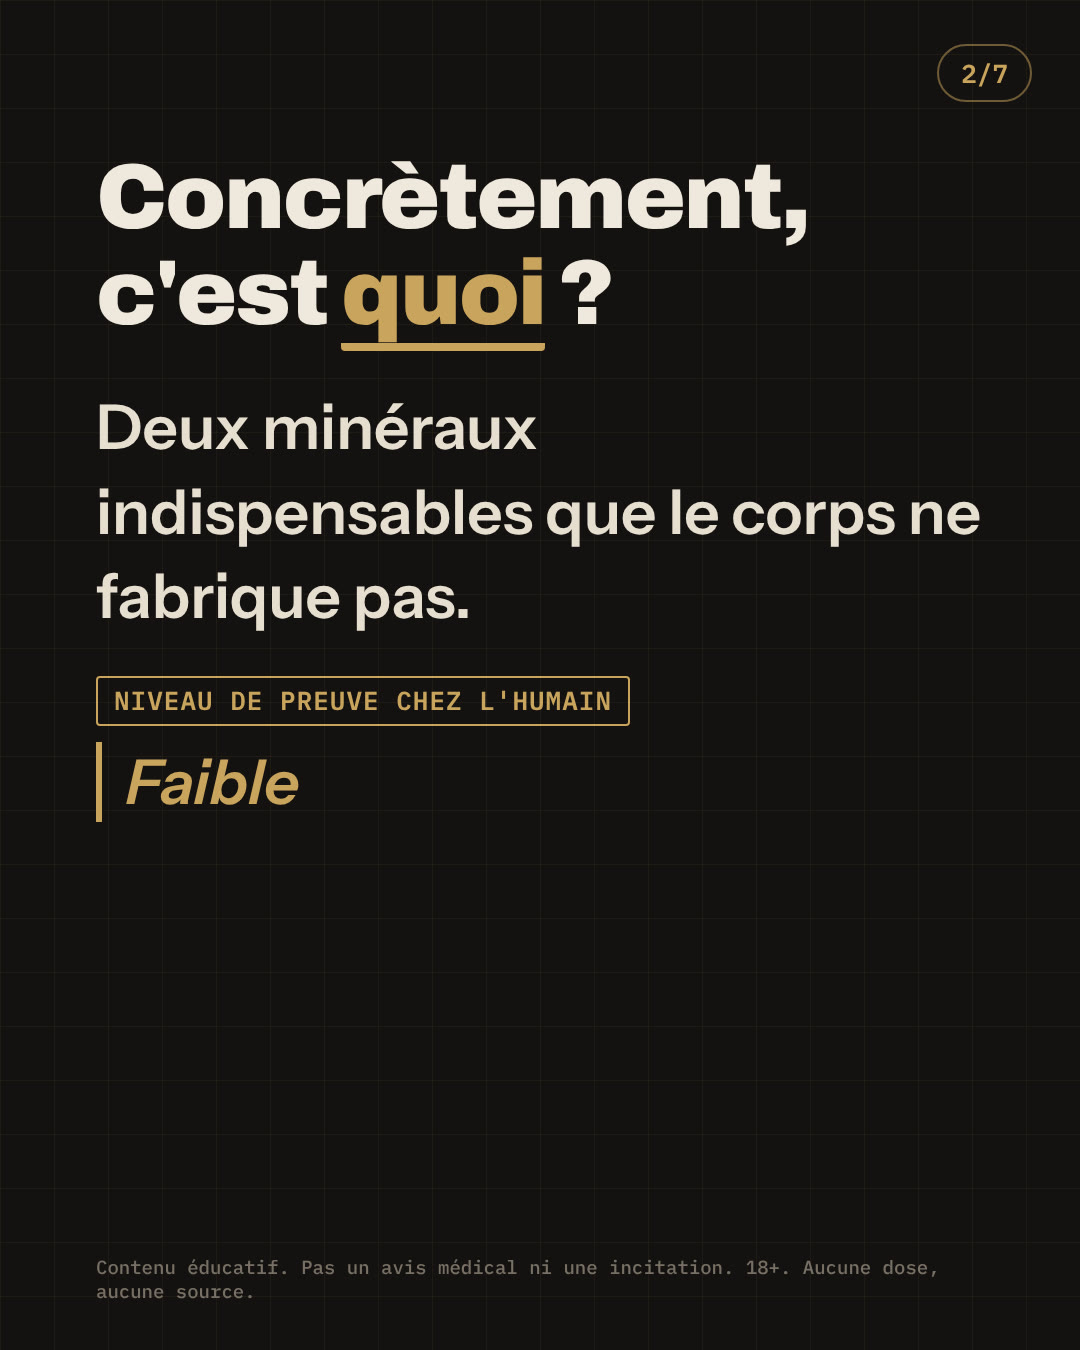 2/7
Concrètement,
c'est quoi ?
Deux minéraux
indispensables que le corps ne
fabrique pas.
NIVEAU DE PREUVE CHEZ L'HUMAIN
Faible
Contenu éducatif. Pas un avis médical ni une incitation. 18+. Aucune dose,
aucune source.